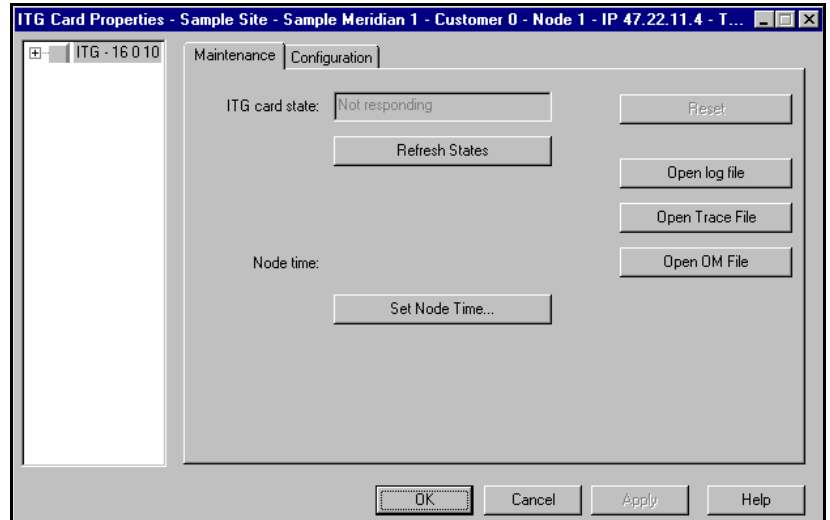 ITG Card Properties - Sample Site - Sample Meridian 1 - Customer 0 - Node 1 - IP 47.22.11.4 - T...
ITG - 16 0 10
Maintenance Configuration
ITG card state: Not responding Reset
Refresh States
Open log file
Open Trace File
Node time: Open OM File
Set Node Time...
OK Cancel Apply Help